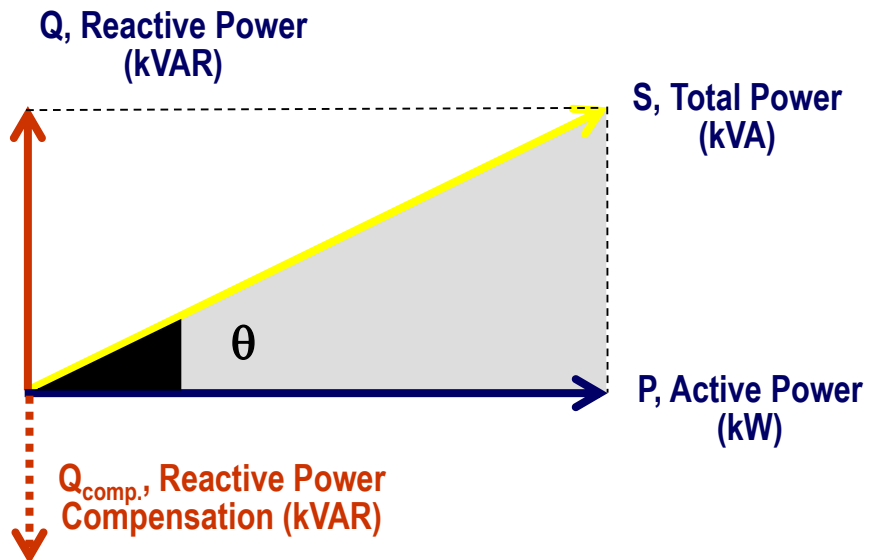 Q, Reactive Power
(kVAR)
S, Total Power
(kVA)
θ
P, Active Power
(kW)
Qcomp., Reactive Power
Compensation (kVAR)